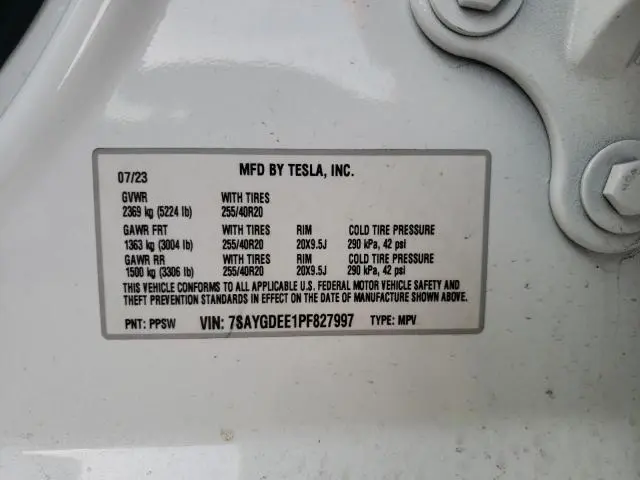 MFD BY TESLA, INC.
07/23
GVWR WITH TIRES
2369 kg (5224 lb) 255/40R20
GAWR FRT WITH TIRES RIM COLD TIRE PRESSURE
1363 kg (3004 lb) 255/40R20 20X9.5J 290 kPa, 42 psi
GAWR RR WITH TIRES RIM COLD TIRE PRESSURE
1500 kg (3306 lb) 255/40R20 20X9.5J 290 kPa, 42 psi
THIS VEHICLE CONFORMS TO ALL APPLICABLE U.S. FEDERAL MOTOR VEHICLE SAFETY AND
THEFT PREVENTION STANDARDS IN EFFECT ON THE DATE OF MANUFACTURE SHOWN ABOVE.
PNT: PPSW VIN: 7SAYGDEE1PF827997 TYPE: MPV